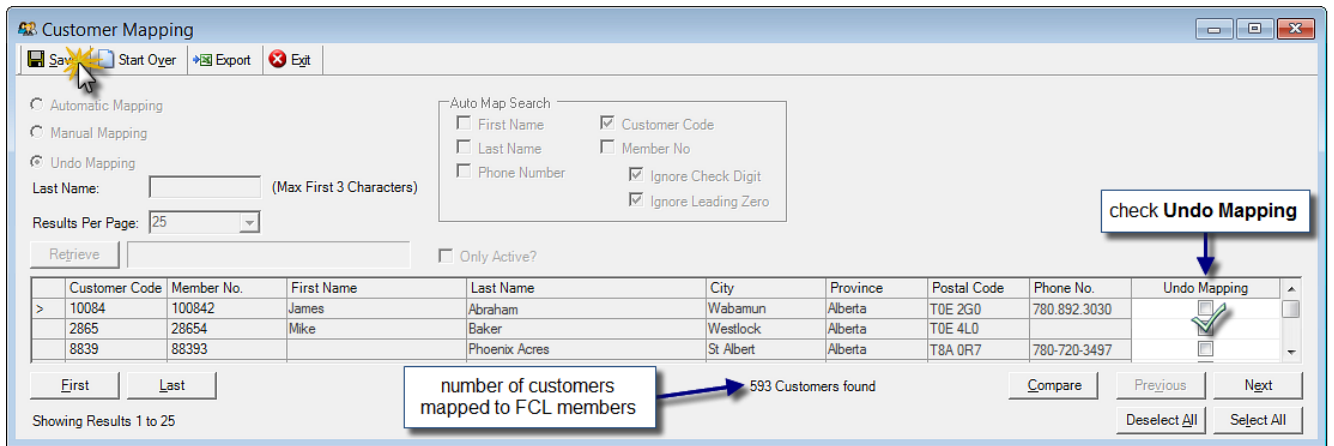 Customer Mapping
Save Start Over Export Exit
Automatic Mapping
Manual Mapping
Undo Mapping
Last Name: (Max First 3 Characters)
Results Per Page: 25
Retrieve
Auto Map Search
First Name Customer Code
Last Name Member No
Phone Number Ignore Check Digit
Ignore Leading Zero
Only Active?
check Undo Mapping
Customer Code Member No. First Name Last Name City Province Postal Code Phone No. Undo Mapping
> 10084 100842 James Abraham Wabamun Alberta T0E 2G0 780.892.3030
2865 28654 Mike Baker Westlock Alberta T0E 4L0
8839 88393 Phoenix Acres St Albert Alberta T8A 0R7 780-720-3497
First Last
number of customers
mapped to FCL members
593 Customers found
Compare Previous Next
Showing Results 1 to 25
Deselect All Select All